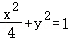 x²/4 + y² = 1